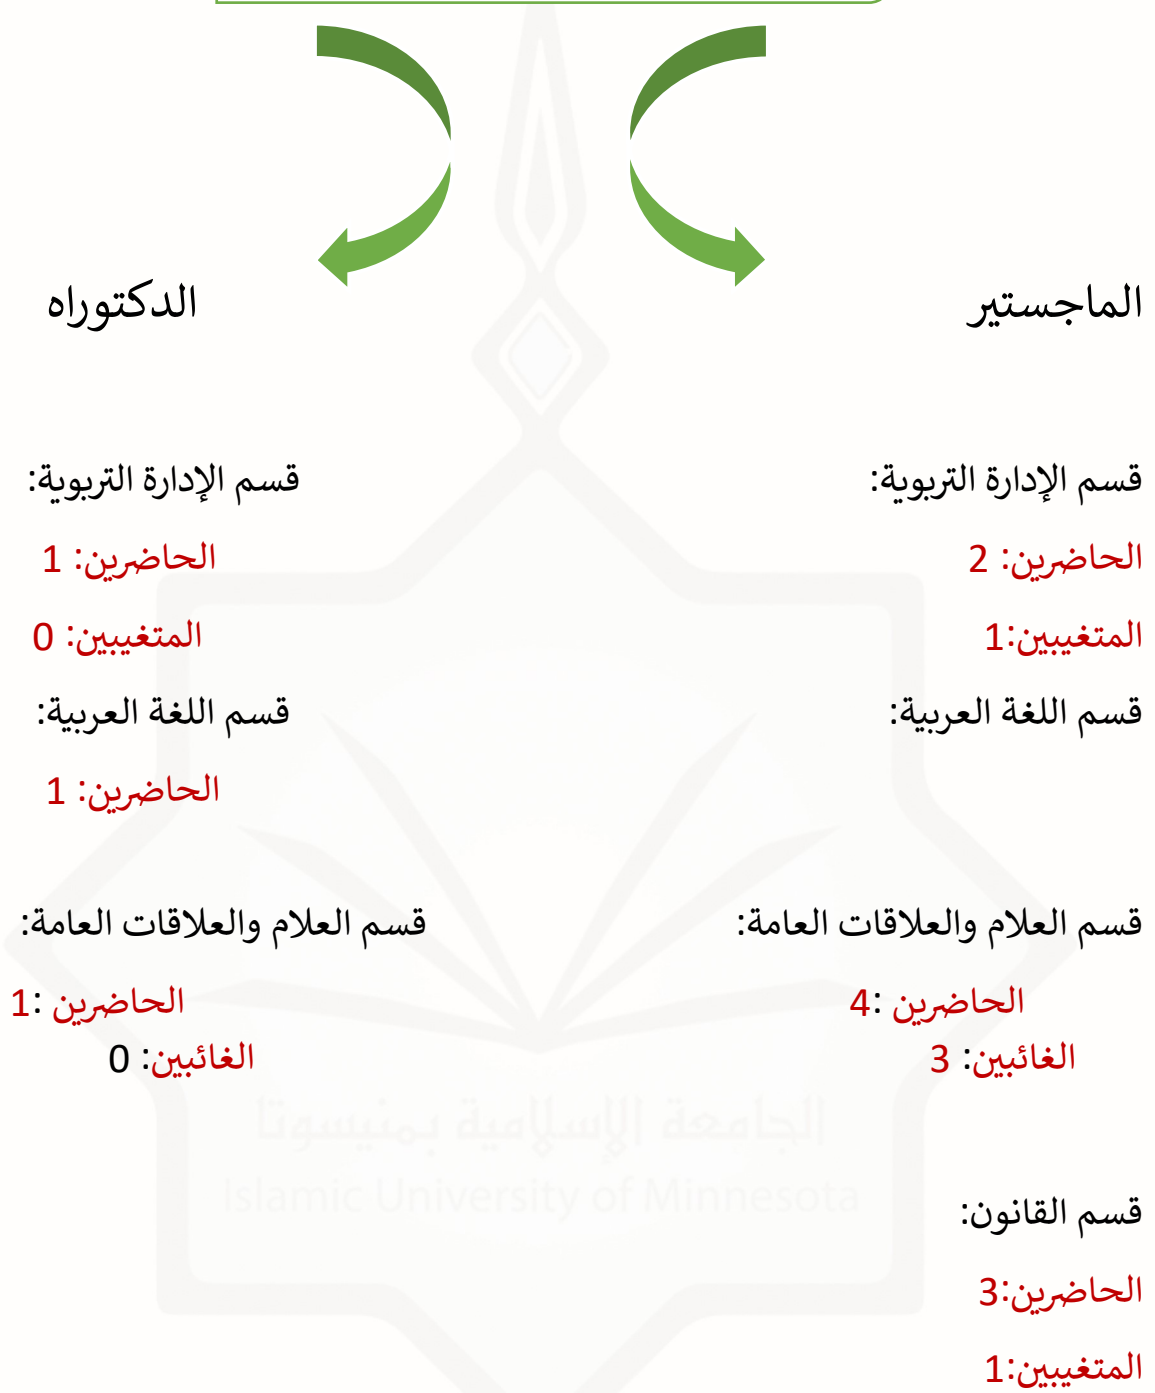 الماجستير
الدكتوراه
قسم الإدارة التربوية:
قسم الإدارة التربوية:
الحاضرين: 2
الحاضرين: 1
المتغيبين:1
المتغيبين: 0
قسم اللغة العربية:
قسم اللغة العربية:
الحاضرين: 1
قسم العلام والعلاقات العامة:
قسم العلام والعلاقات العامة:
الحاضرين :4
الحاضرين :1
الغائبين: 3
الغائبين: 0
الجامعة الإسلامية بمنيسوتا
Islamic University of Minnesota
قسم القانون:
الحاضرين:3
المتغيبين:1